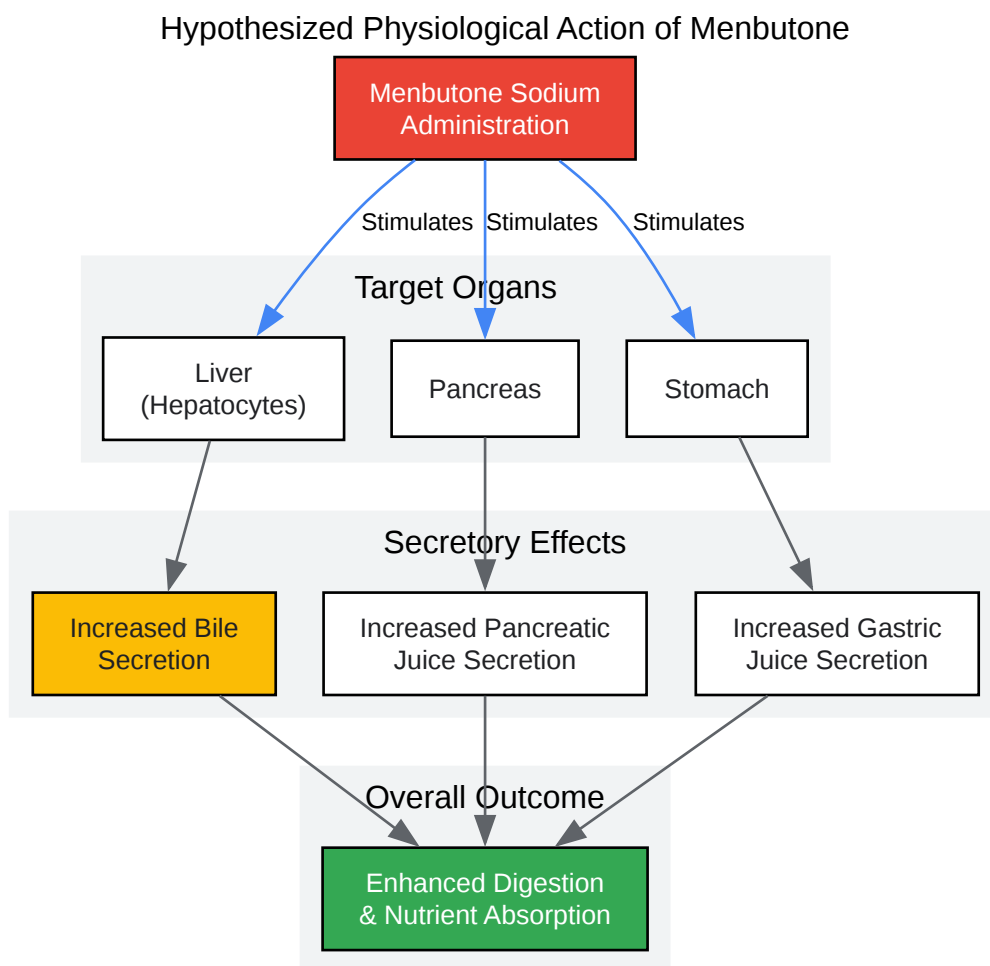 Hypothesized Physiological Action of Menbutone
Menbutone Sodium
Administration
Stimulates
Stimulates
Stimulates
Target Organs
Liver
(Hepatocytes)
Pancreas
Stomach
Secretory Effects
Increased Bile
Secretion
Increased Pancreatic
Juice Secretion
Increased Gastric
Juice Secretion
Overall Outcome
Enhanced Digestion
& Nutrient Absorption